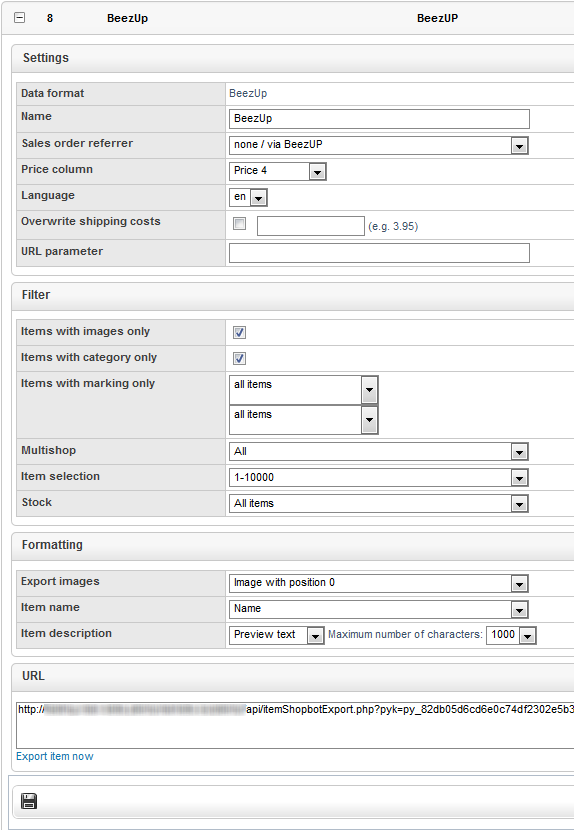 8 BeezUp BeezUP
Settings
Data format BeezUp
Name BeezUp
Sales order referrer none / via BeezUP
Price column Price 4
Language en
Overwrite shipping costs (e.g. 3.95)
URL parameter
Filter
Items with images only
Items with category only
Items with marking only all items
all items
Multishop All
Item selection 1-10000
Stock All items
Formatting
Export images Image with position 0
Item name Name
Item description Preview text Maximum number of characters: 1000
URL
http:// api/itemShopbotExport.php?pyk=py_82db05d6cd6e0c74df2302e5b3
Export item now